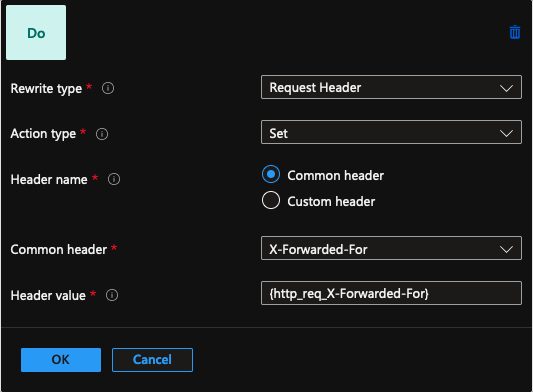 Do
Rewrite type * Request Header
Action type * Set
Header name * Common header
Custom header
Common header * X-Forwarded-For
Header value * {http_req_X-Forwarded-For}
OK Cancel